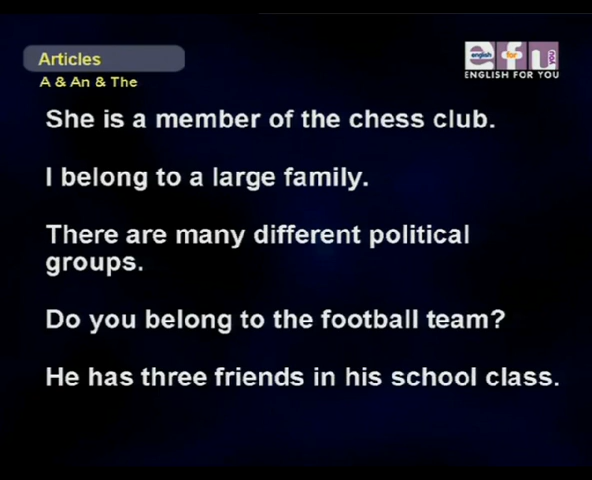 Articles
A & An & The
english for you
ENGLISH FOR YOU
She is a member of the chess club.
I belong to a large family.
There are many different political
groups.
Do you belong to the football team?
He has three friends in his school class.